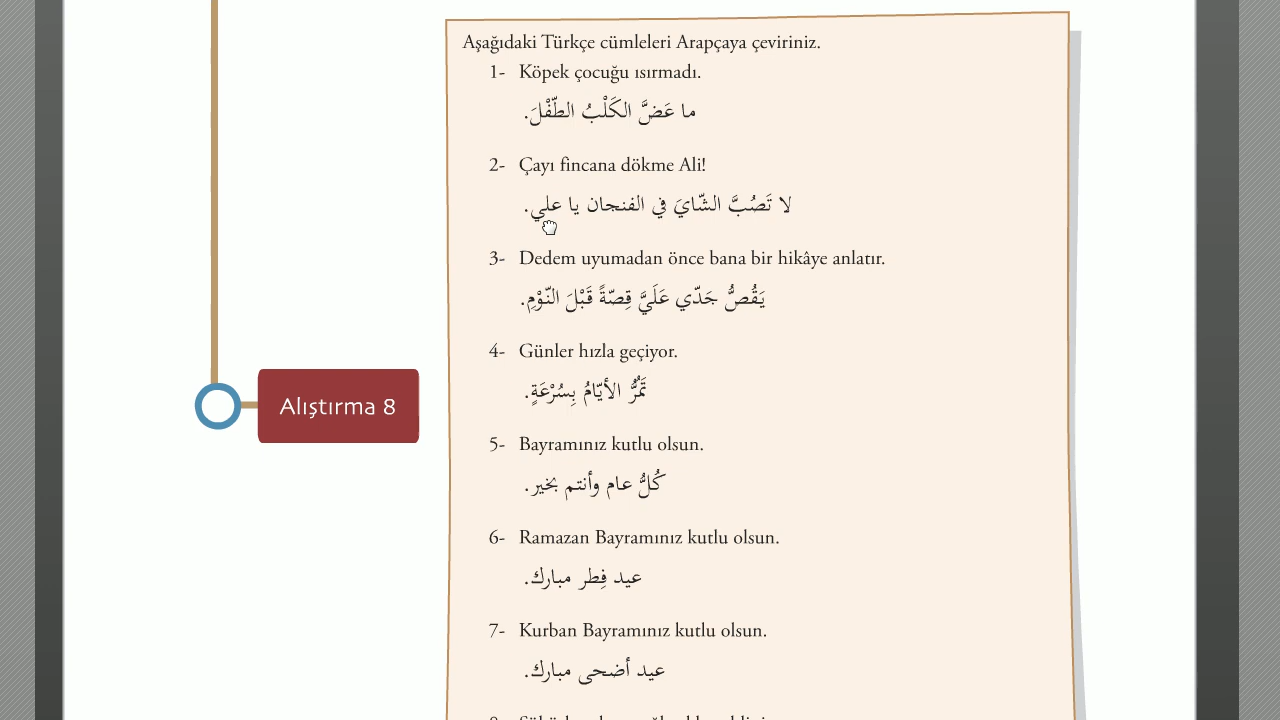 Aşağıdaki Türkçe cümleleri Arapçaya çeviriniz.
1- Köpek çocuğu ısırmadı.
ما عَضَّ الكَلْبُ الطّفْلَ.
2- Çayı fincana dökme Ali!
لا تَصُبَّ الشّايَ في الفنجان يا علي.
3- Dedem uyumadan önce bana bir hikâye anlatır.
يَقُصُّ جَدّي عَلَيَّ قِصّةً قَبْلَ النّوْمِ.
4- Günler hızla geçiyor.
تَمُرُّ الأيّامُ بِسُرْعَةٍ.
Alıştırma 8
5- Bayramınız kutlu olsun.
كُلُّ عام وأنتم بخير.
6- Ramazan Bayramınız kutlu olsun.
عيد فِطر مبارك.
7- Kurban Bayramınız kutlu olsun.
عيد أضحى مبارك.